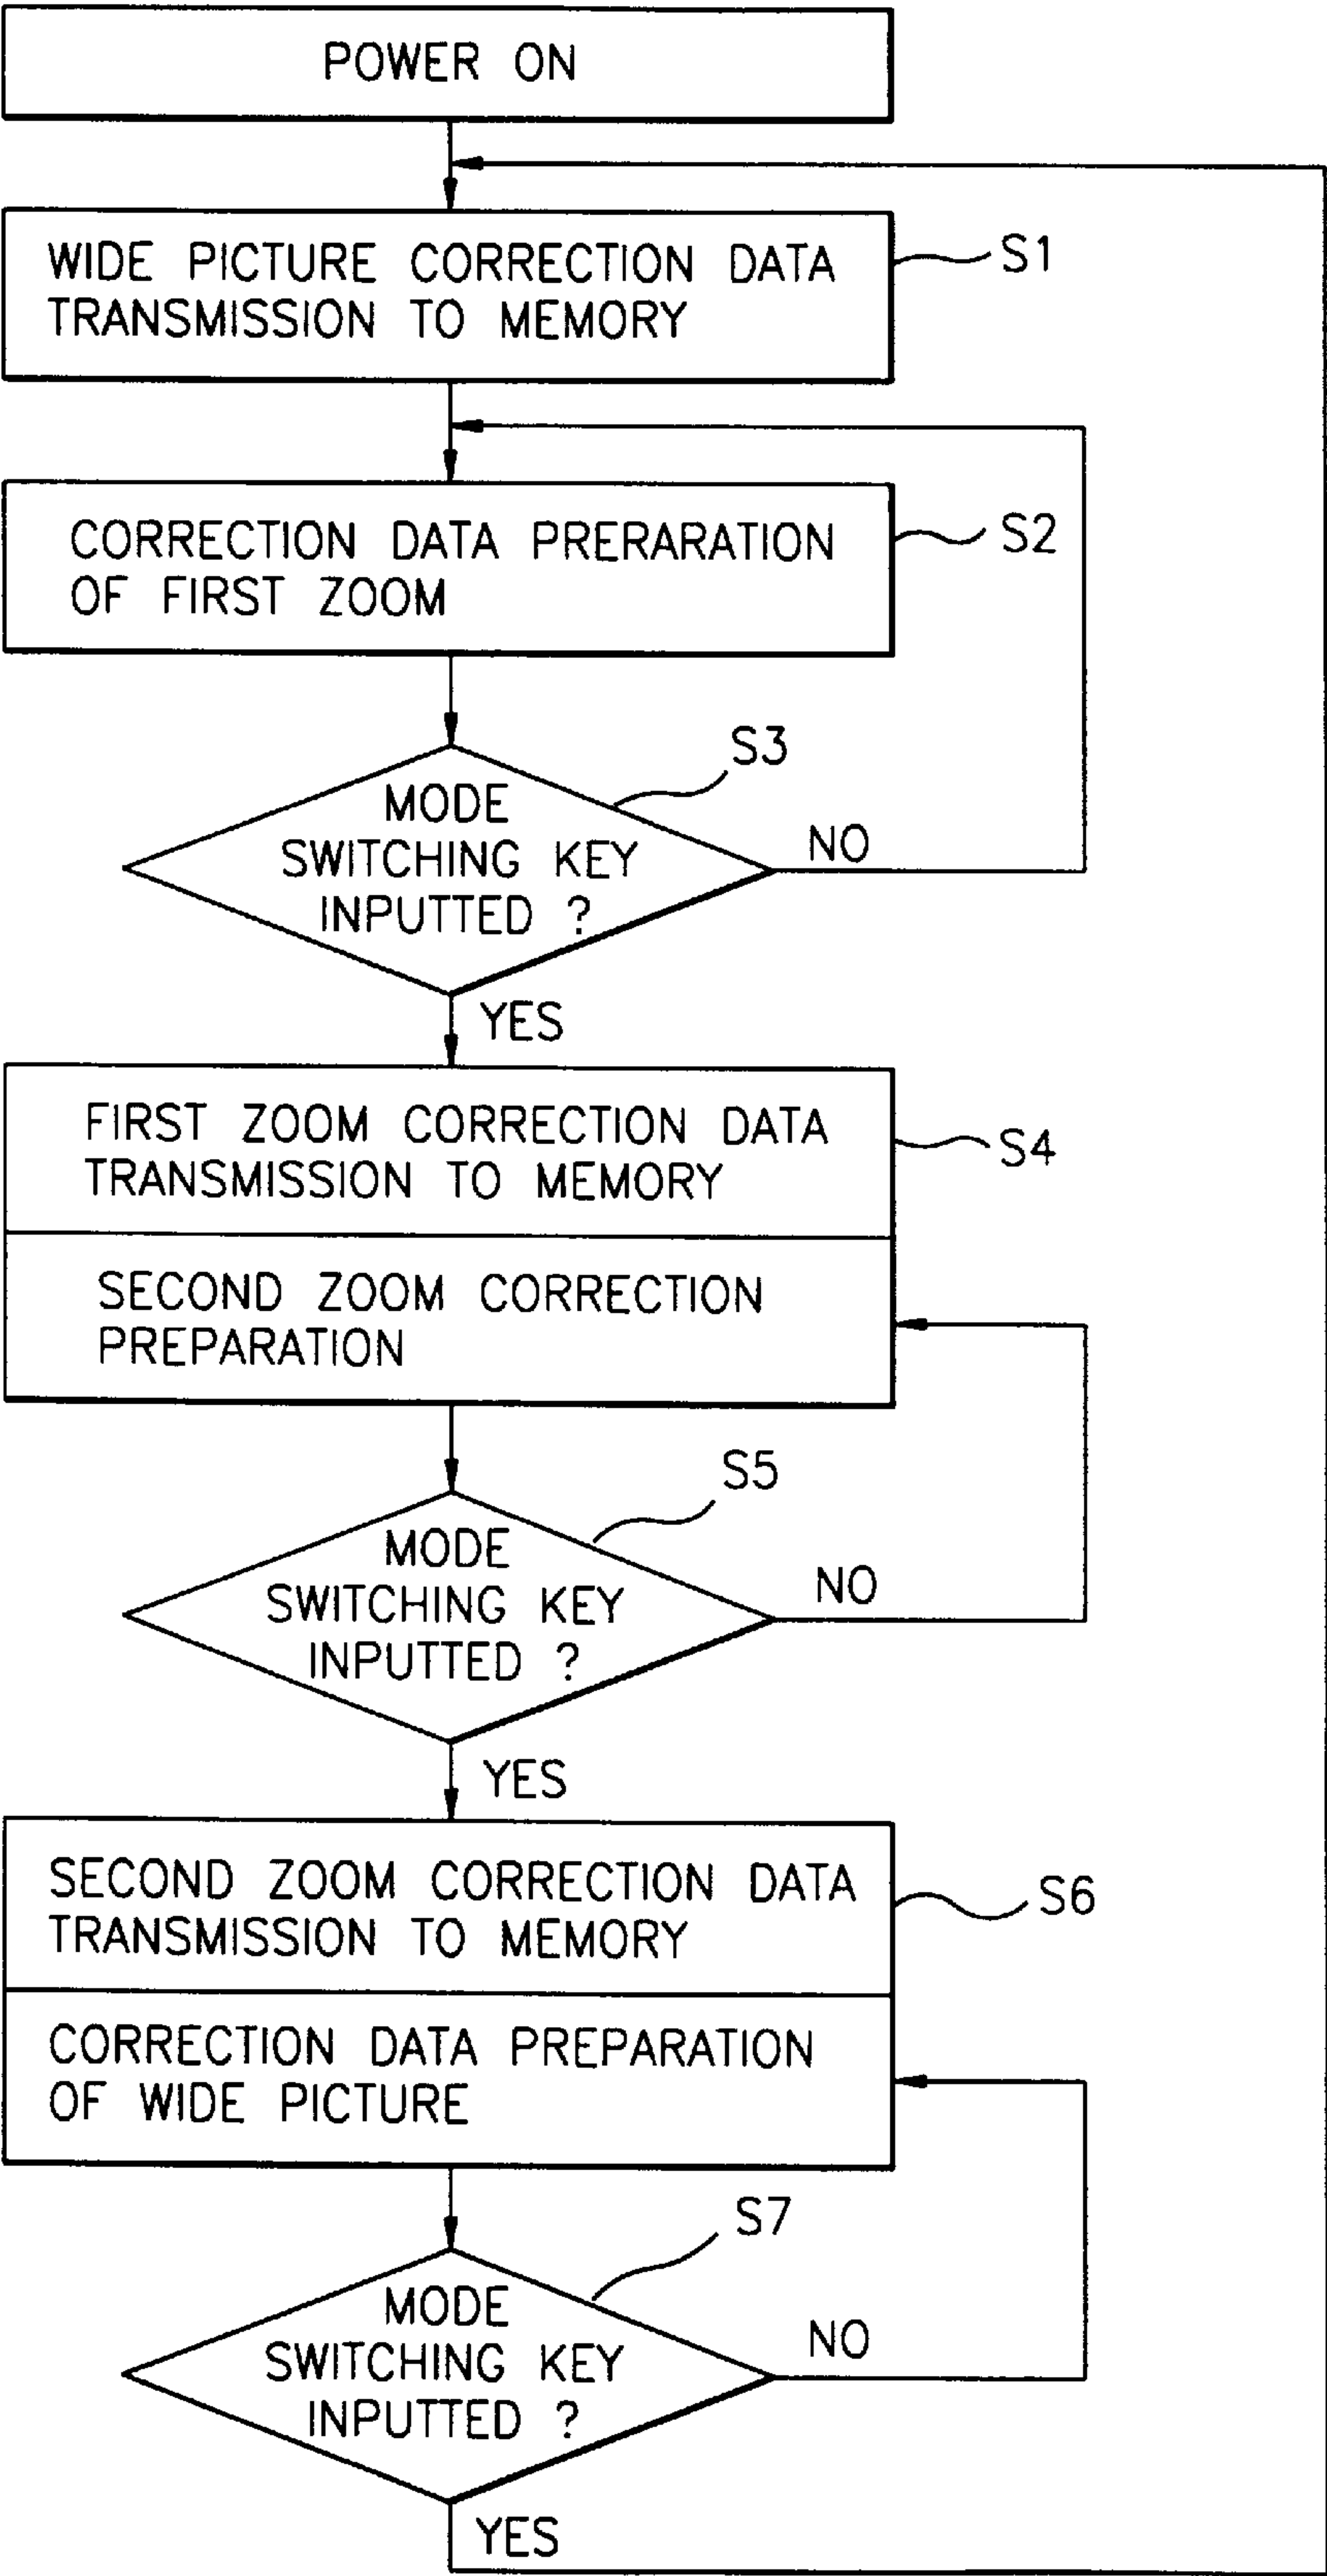 POWER ON
WIDE PICTURE CORRECTION DATA
TRANSMISSION TO MEMORY
S1
CORRECTION DATA PRERARATION
OF FIRST ZOOM
S2
S3
MODE
SWITCHING KEY
INPUTTED ?
NO
YES
FIRST ZOOM CORRECTION DATA
TRANSMISSION TO MEMORY
S4
SECOND ZOOM CORRECTION
PREPARATION
S5
MODE
SWITCHING KEY
INPUTTED ?
NO
YES
SECOND ZOOM CORRECTION DATA
TRANSMISSION TO MEMORY
S6
CORRECTION DATA PREPARATION
OF WIDE PICTURE
S7
MODE
SWITCHING KEY
INPUTTED ?
NO
YES